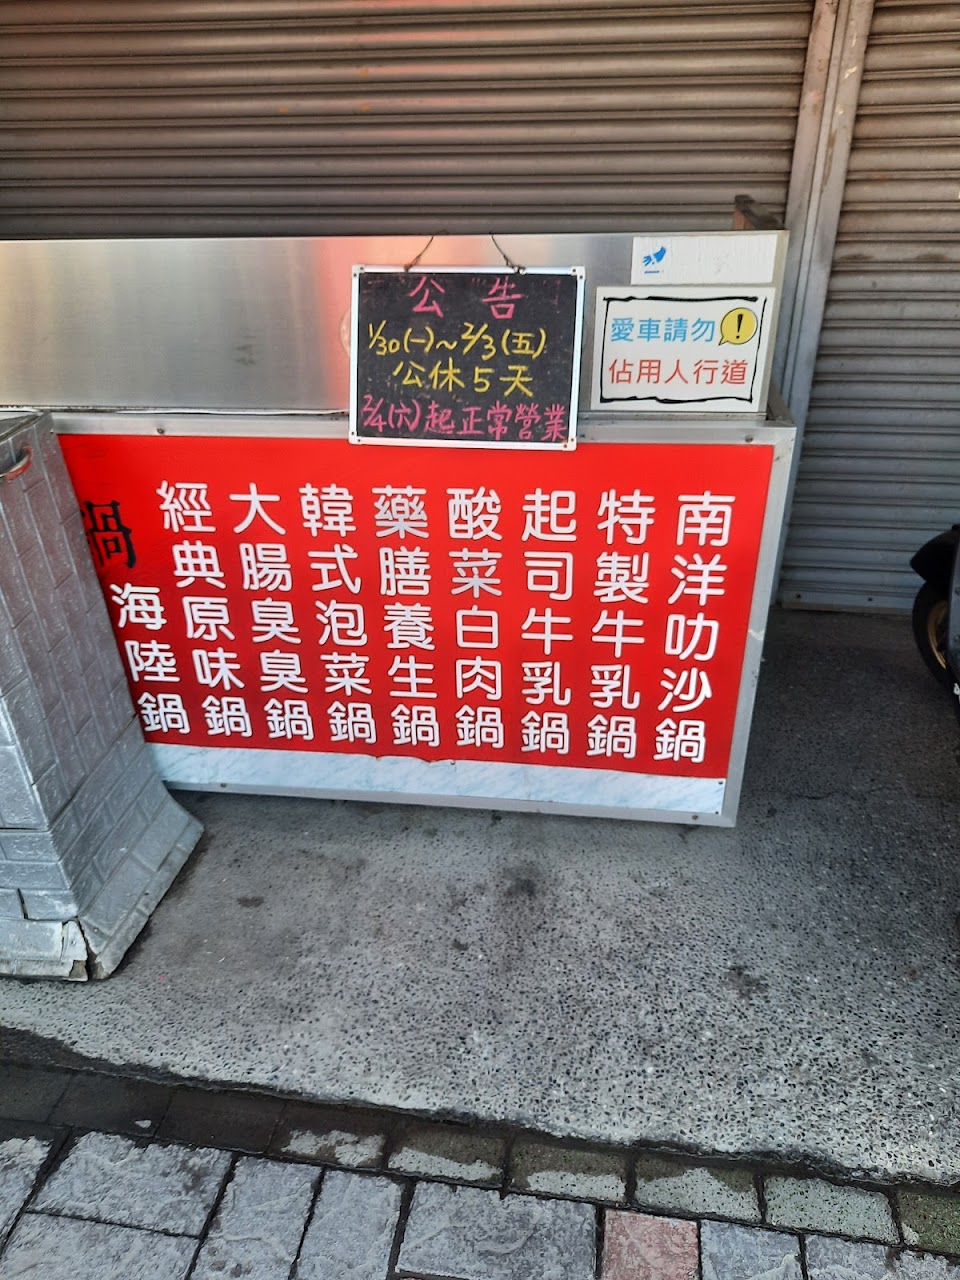 公告
1/30(一)~2/3(五)
公休5天
2/4(六)起正常營業
愛車請勿
佔用人行道
南洋叻沙鍋
特製牛乳鍋
起司牛乳鍋
酸菜白肉鍋
藥膳養生鍋
韓式泡菜鍋
大腸臭臭鍋
經典原味鍋
海陸鍋
鍋